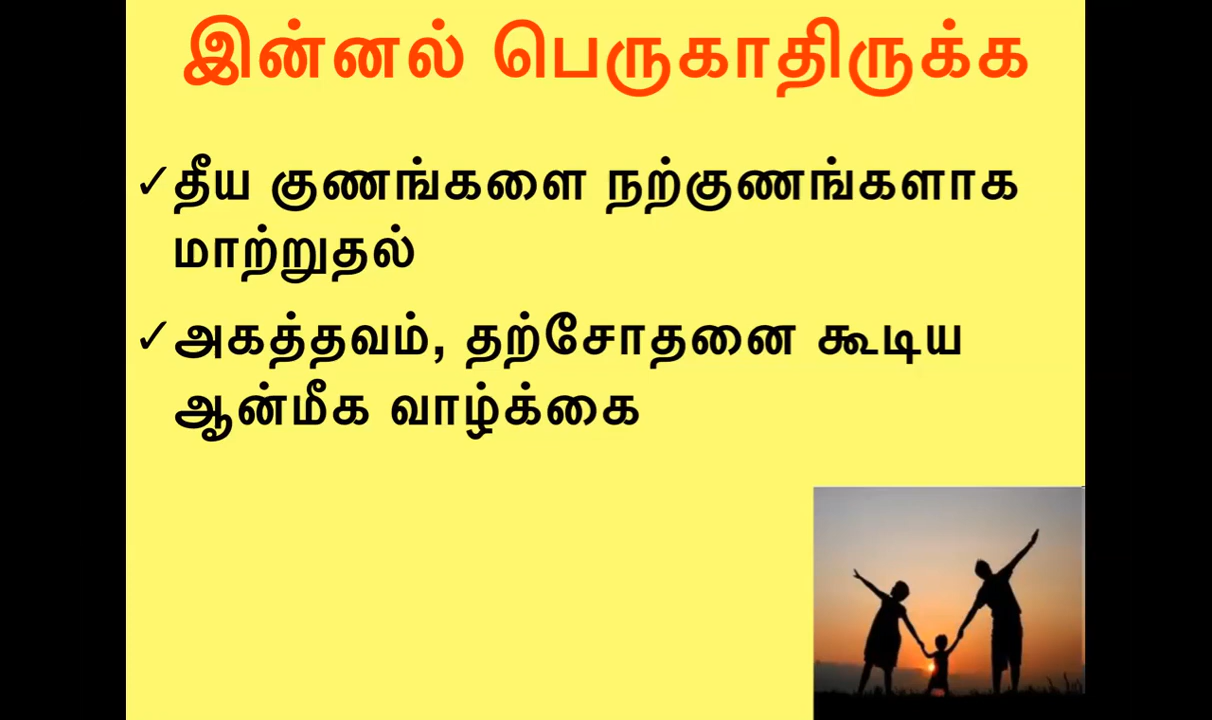 இன்னல் பெருகாதிருக்க
✓தீய குணங்களை நற்குணங்களாக
மாற்றுதல்
✓அகத்தவம், தற்சோதனை கூடிய
ஆன்மீக வாழ்க்கை